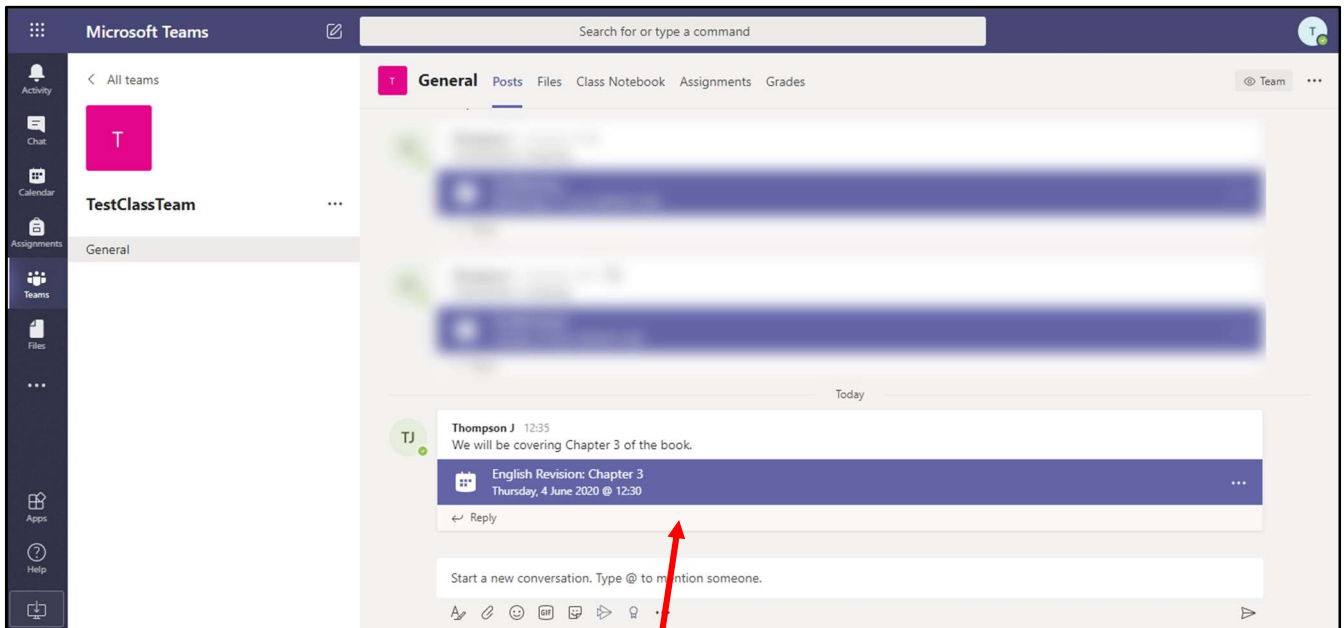 Microsoft Teams
Search for or type a command
T
Activity
Chat
Calendar
Assignments
Teams
Files
Apps
Help
All teams
T
TestClassTeam
General
T
General Posts Files Class Notebook Assignments Grades
Team
Today
TJ
Thompson J 12:35
We will be covering Chapter 3 of the book.
English Revision: Chapter 3
Thursday, 4 June 2020 @ 12:30
Reply
Start a new conversation. Type @ to mention someone.
GIF